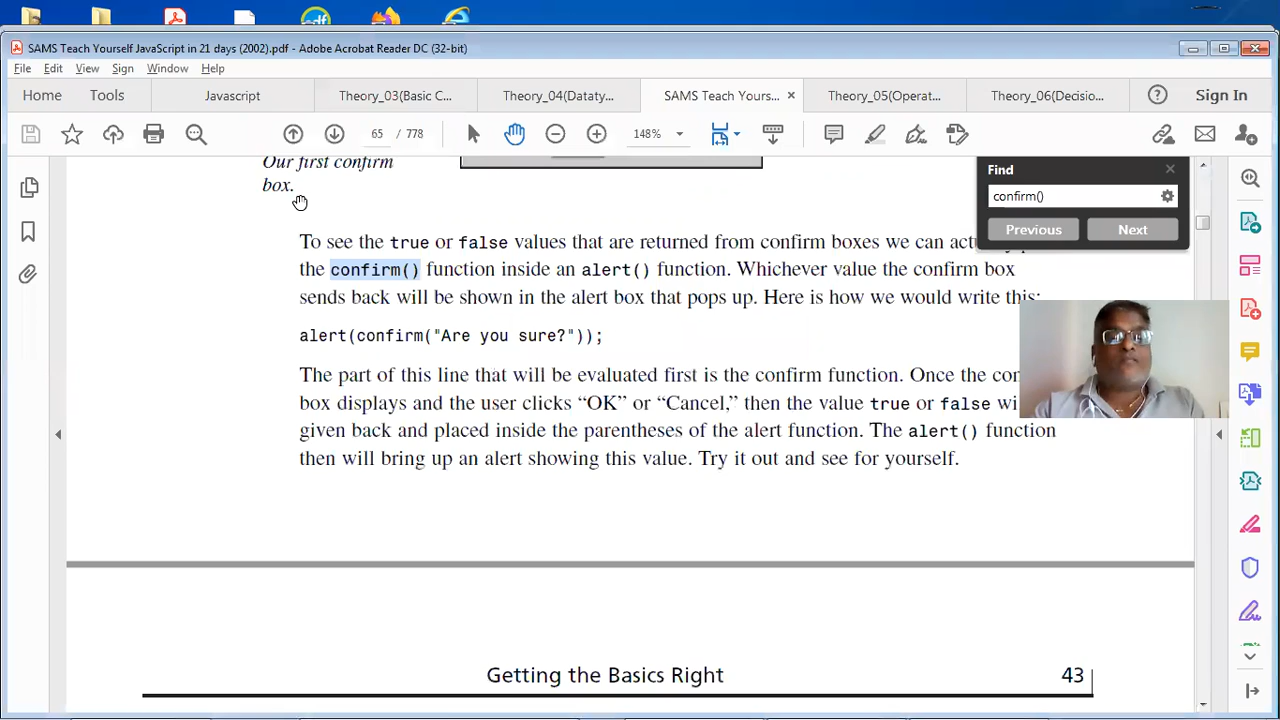 SAMS Teach Yourself JavaScript in 21 days (2002).pdf - Adobe Acrobat Reader DC (32-bit)
File Edit View Sign Window Help
Home Tools Javascript Theory_03(Basic C... Theory_04(Dataty... SAMS Teach Yours... Theory_05(Operat... Theory_06(Decisio... Sign In
65 / 778 148%
Our first confirm
box.
Find
confirm()
Previous Next
To see the true or false values that are returned from confirm boxes we can
the confirm() function inside an alert() function. Whichever value the confirm box
sends back will be shown in the alert box that pops up. Here is how we would write this:
alert(confirm("Are you sure?"));
The part of this line that will be evaluated first is the confirm function. Once the
box displays and the user clicks “OK” or “Cancel,” then the value true or false
given back and placed inside the parentheses of the alert function. The alert() function
then will bring up an alert showing this value. Try it out and see for yourself.
Getting the Basics Right 43